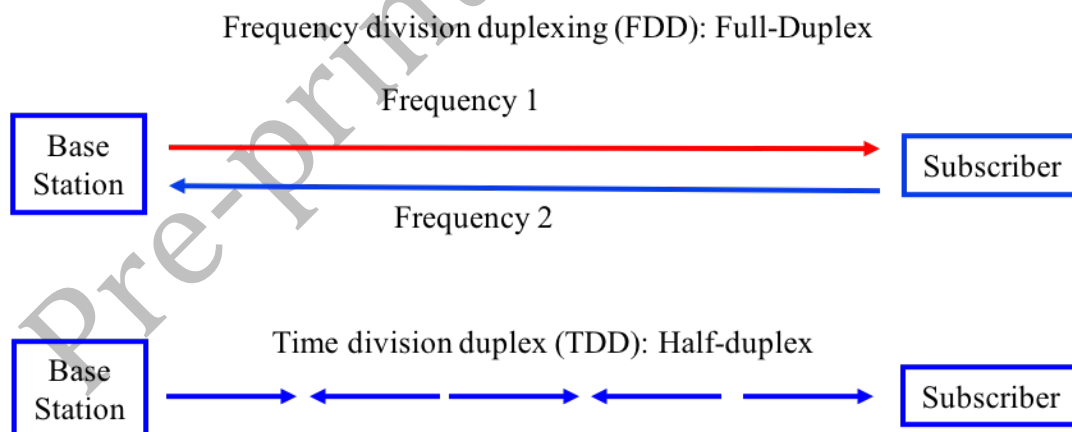 Frequency division duplexing (FDD): Full-Duplex
Frequency 1
Base
Station
Subscriber
Frequency 2
Time division duplex (TDD): Half-duplex
Base
Station
Subscriber
Pre-prin